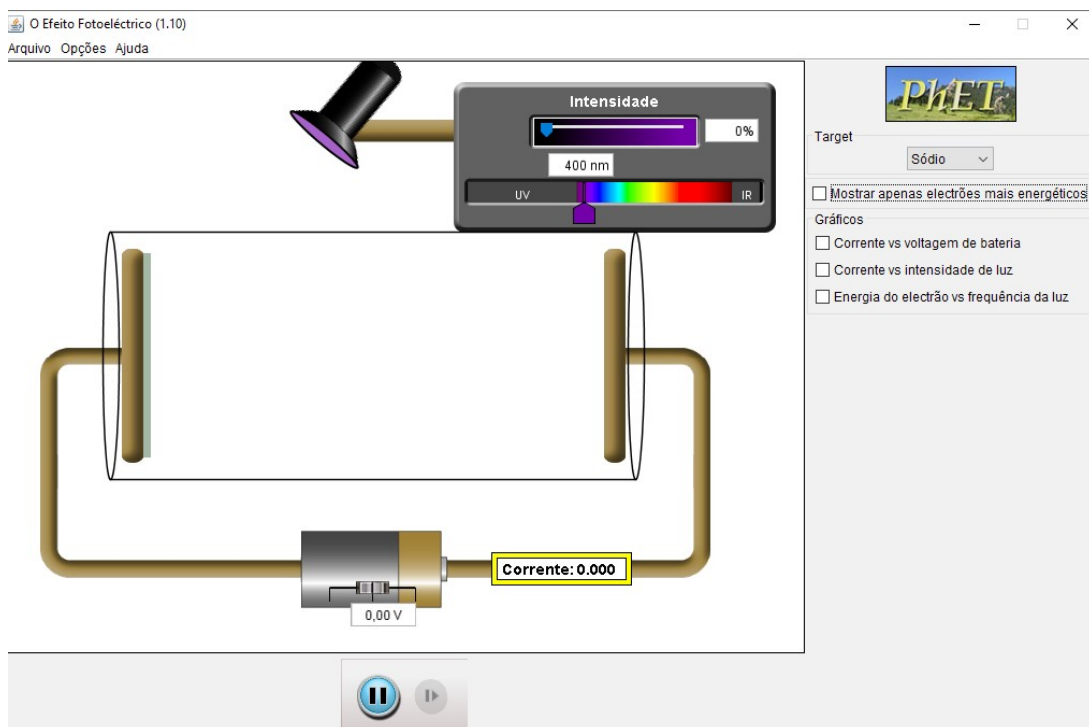 O Efeito Fotoeléctrico (1.10)
Arquivo Opções Ajuda
Intensidade
0%
400 nm
UV
IR
PhET
Target
Sódio
Mostrar apenas electrões mais energéticos
Gráficos
Corrente vs voltagem de bateria
Corrente vs intensidade de luz
Energia do electrão vs frequência da luz
Corrente: 0.000
0,00 V